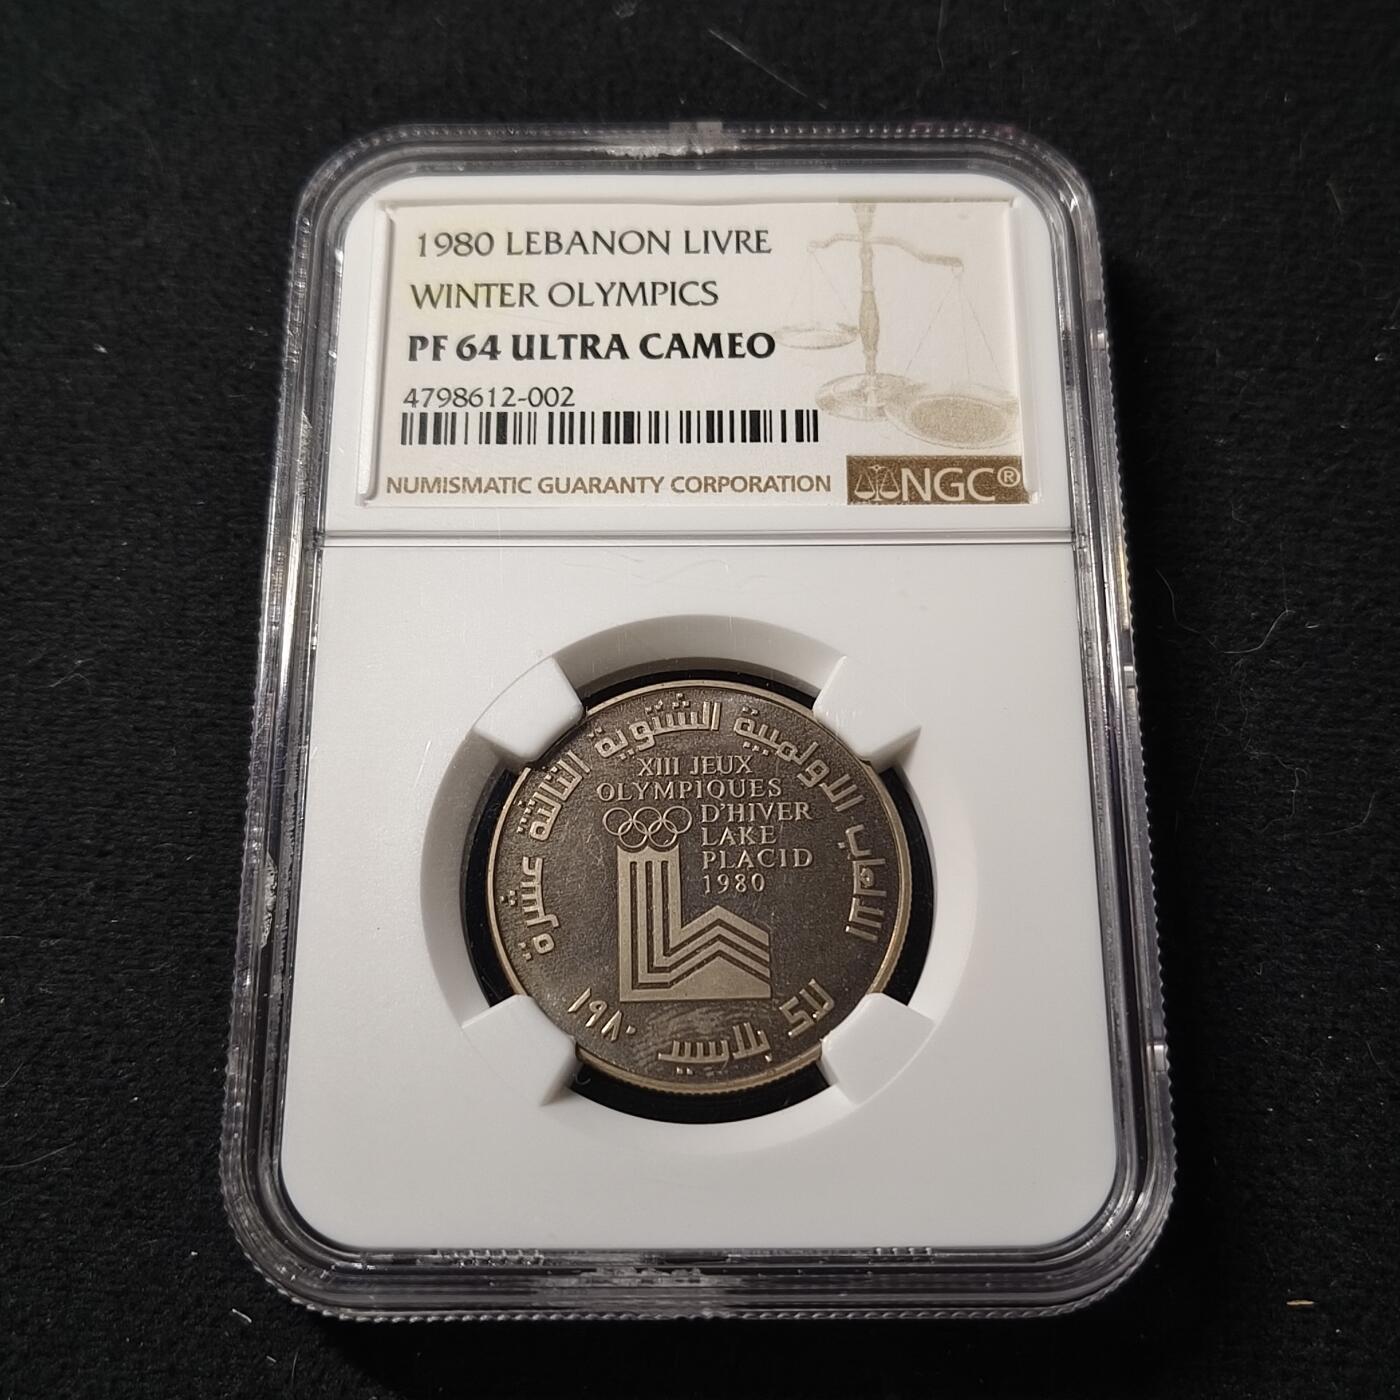 1980 LEBANON LIVRE
WINTER OLYMPICS
PF 64 ULTRA CAMEO
4798612-002
NUMISMATIC GUARANTY CORPORATION
NGC®
الالعاب الاولمبية الشتوية الثالثة عشرة
XIII JEUX
OLYMPIQUES
D'HIVER
LAKE
PLACID
1980
لايك بلاسيد ١٩٨٠